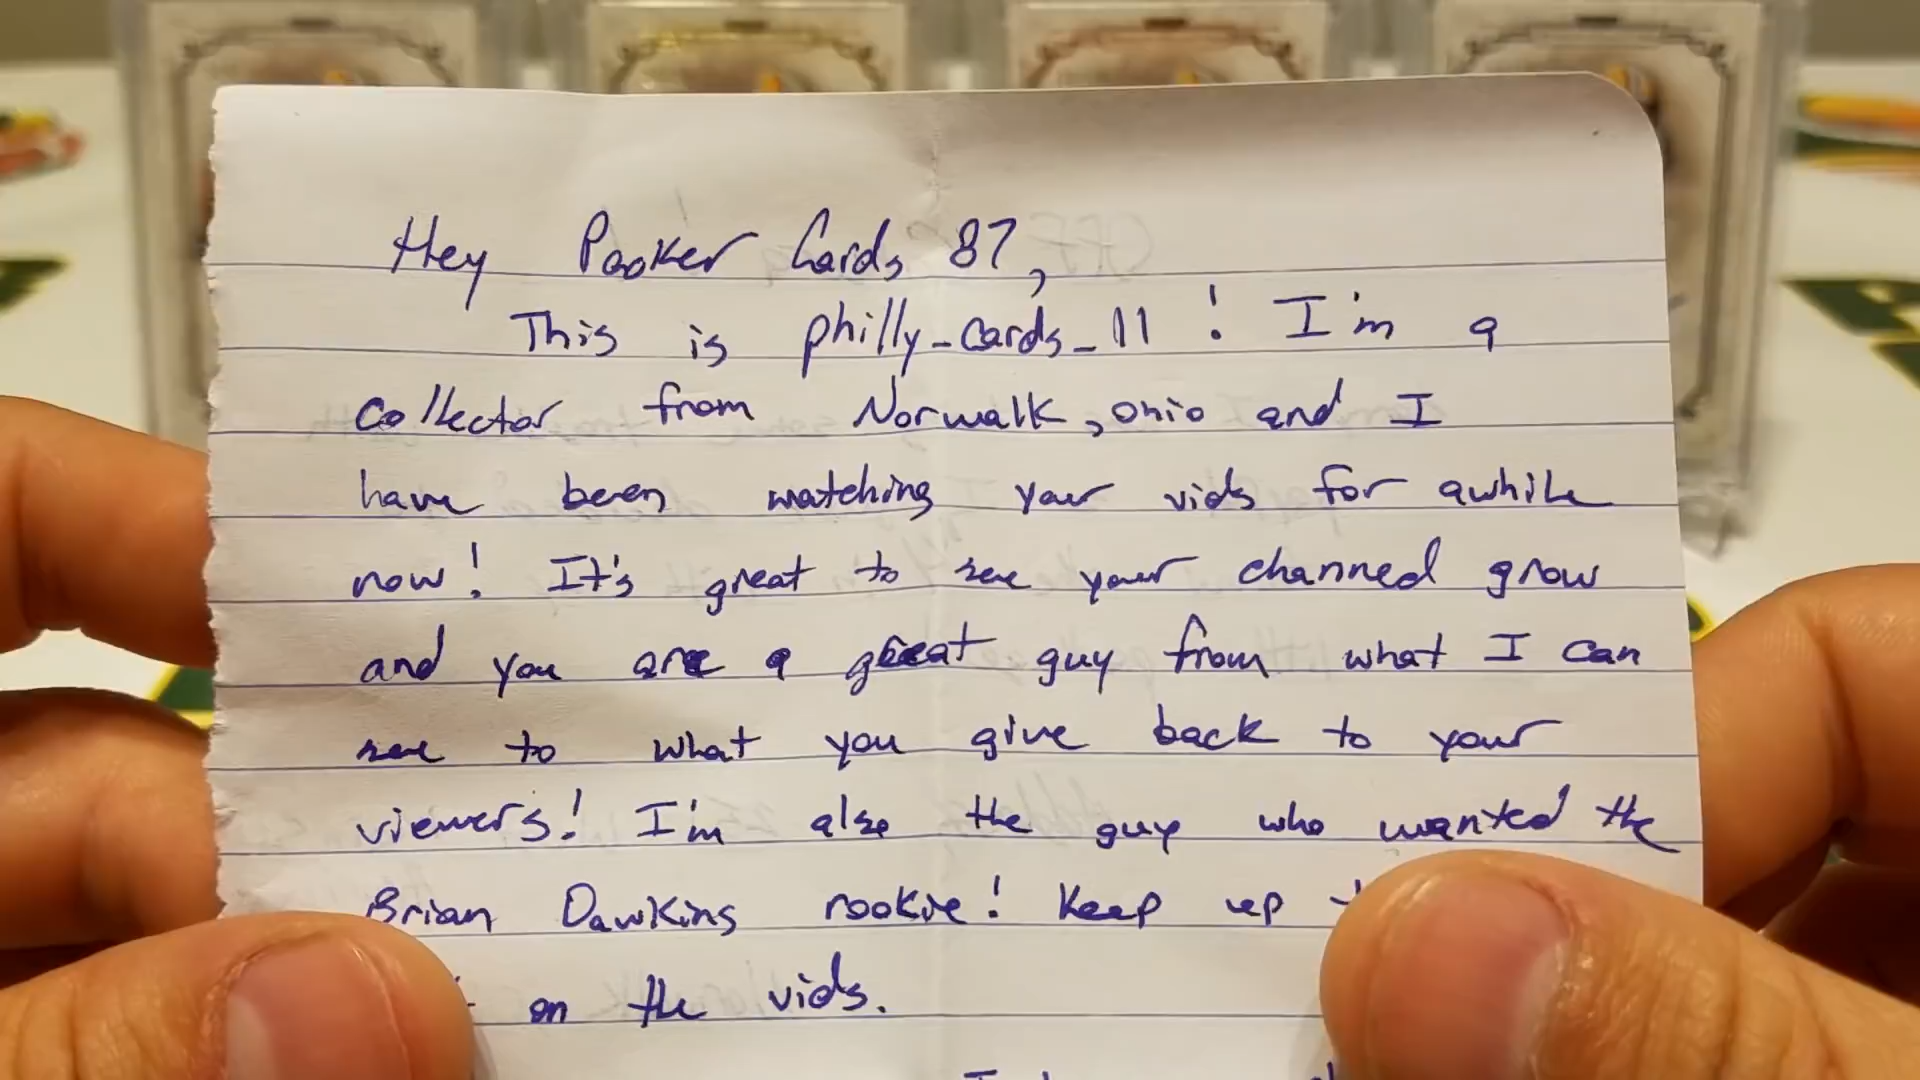 Hey Packer Cards 87,
This is philly_cards_11! I'm a
collector from Norwalk, Ohio and I
have been watching your vids for awhile
now! It's great to see your channel grow
and you are a great guy from what I can
see to what you give back to your
viewers! I'm also the guy who wanted the
Brian Dawkins rookie! Keep up
on the vids.